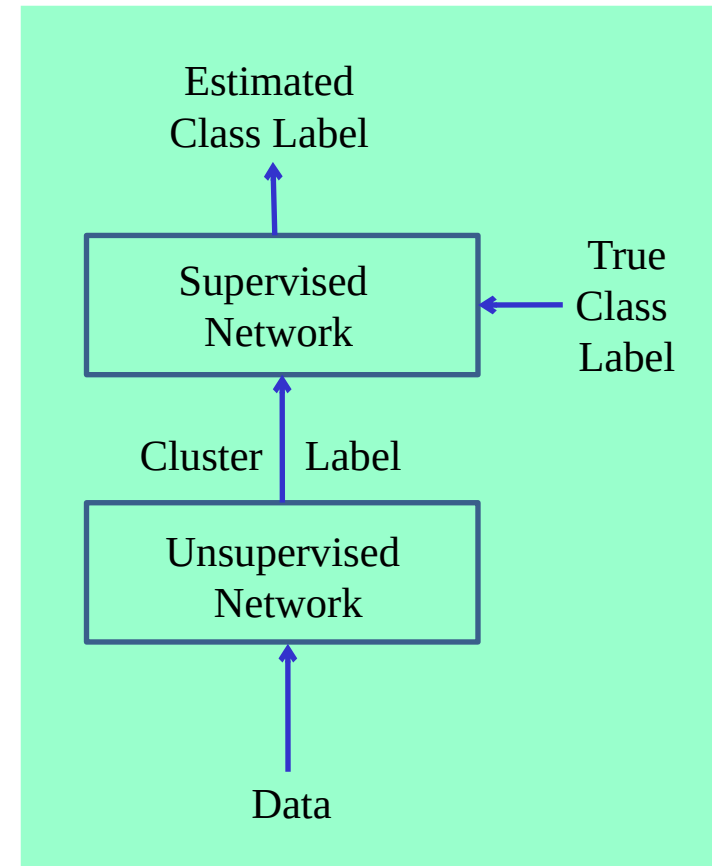 Estimated
Class Label
Supervised
Network
True
Class
Label
Cluster Label
Unsupervised
Network
Data